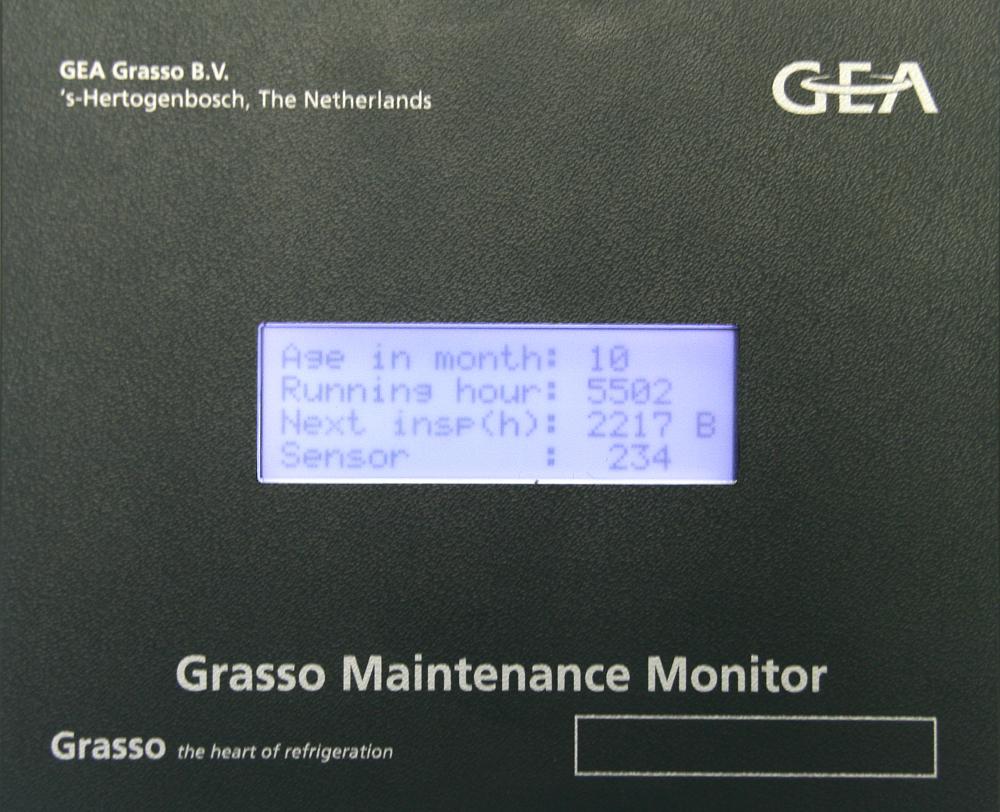 GEA Grasso B.V.
's-Hertogenbosch, The Netherlands
GEA
Age in month: 10
Running hour: 5502
Next insp(h): 2217 B
Sensor : 234
Grasso Maintenance Monitor
Grasso the heart of refrigeration